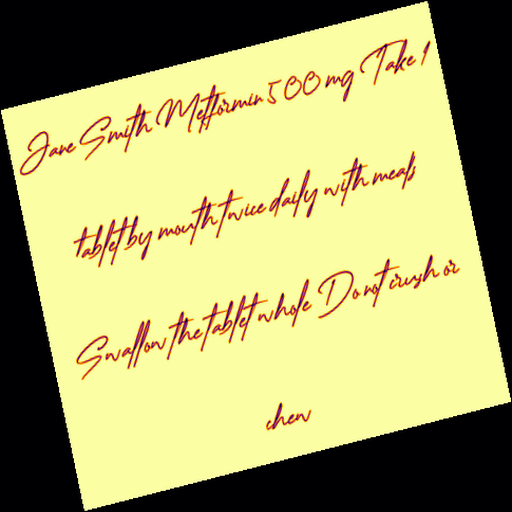 Jane Smith Metformin 500 mg Take 1
tablet by mouth twice daily with meals
Swallow the tablet whole Do not crush or
chew